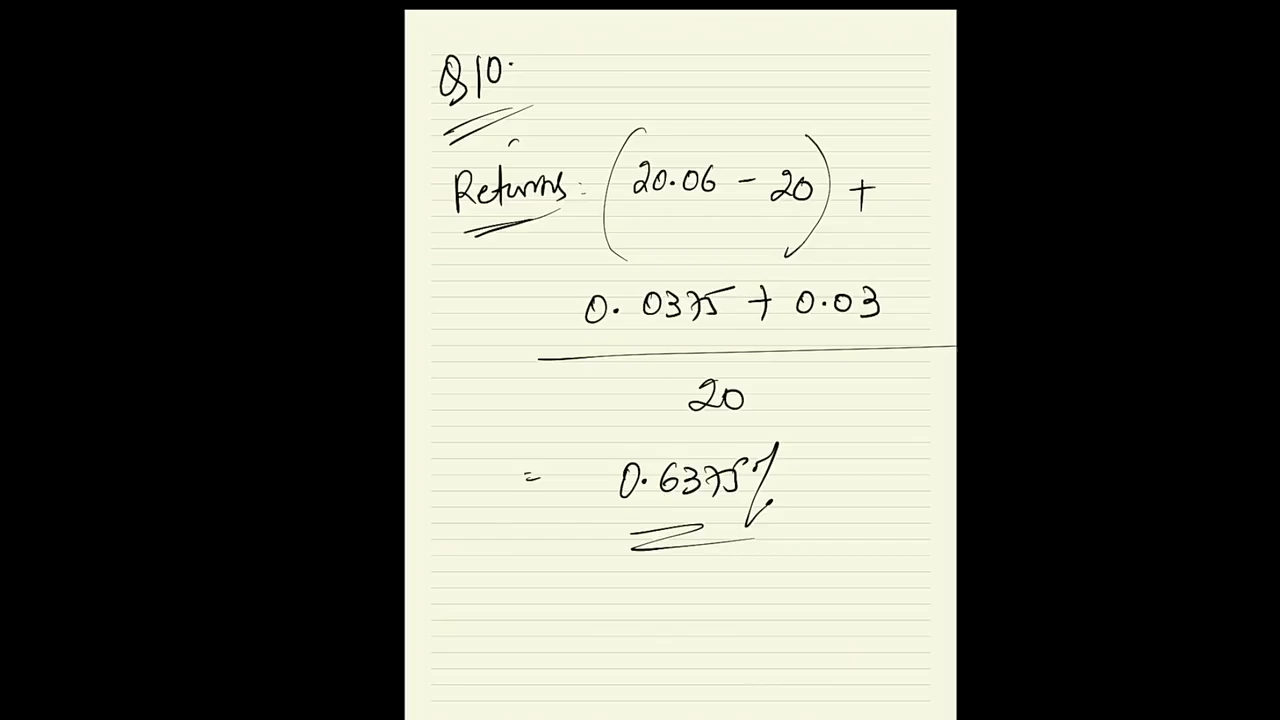 Q10.
Returns: (20.06 - 20) +
0.0375 + 0.03
20
= 0.6375%